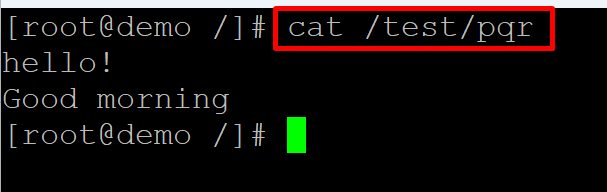 [root@demo /]# cat /test/pqr
hello!
Good morning
[root@demo /]#